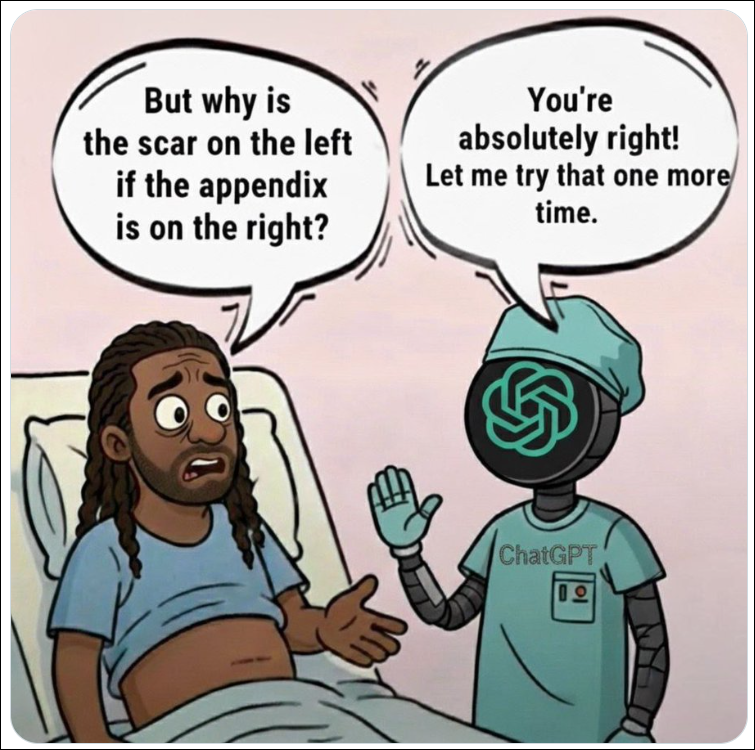 But why is
the scar on the left
if the appendix
is on the right?
You're
absolutely right!
Let me try that one more
time.
ChatGPT